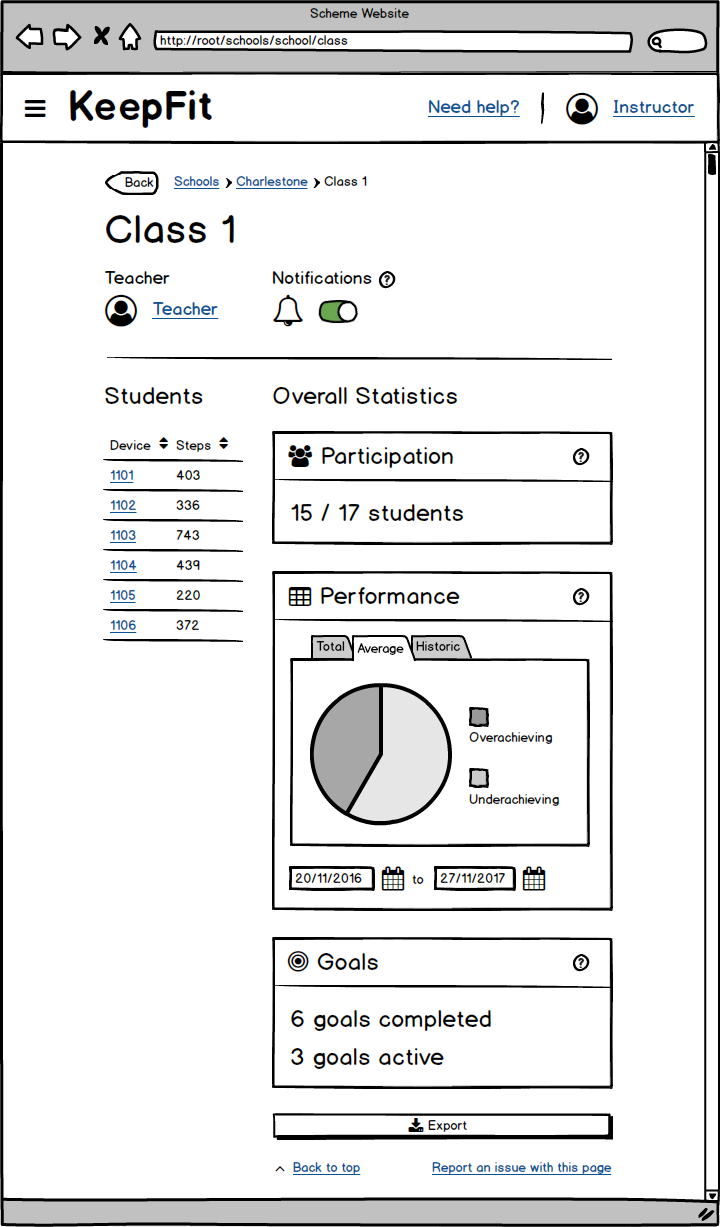 Scheme Website
http://root/schools/school/class
KeepFit
Need help?
Instructor
Back
Schools Charlestone Class 1
Class 1
Teacher
Teacher
Notifications ?
Students
Device Steps
1101 403
1102 336
1103 743
1104 439
1105 220
1106 372
Overall Statistics
Participation ?
15 / 17 students
Performance ?
Total Average Historic
Overachieving
Underachieving
20/11/2016 to 27/11/2017
Goals ?
6 goals completed
3 goals active
Export
Back to top
Report an issue with this page